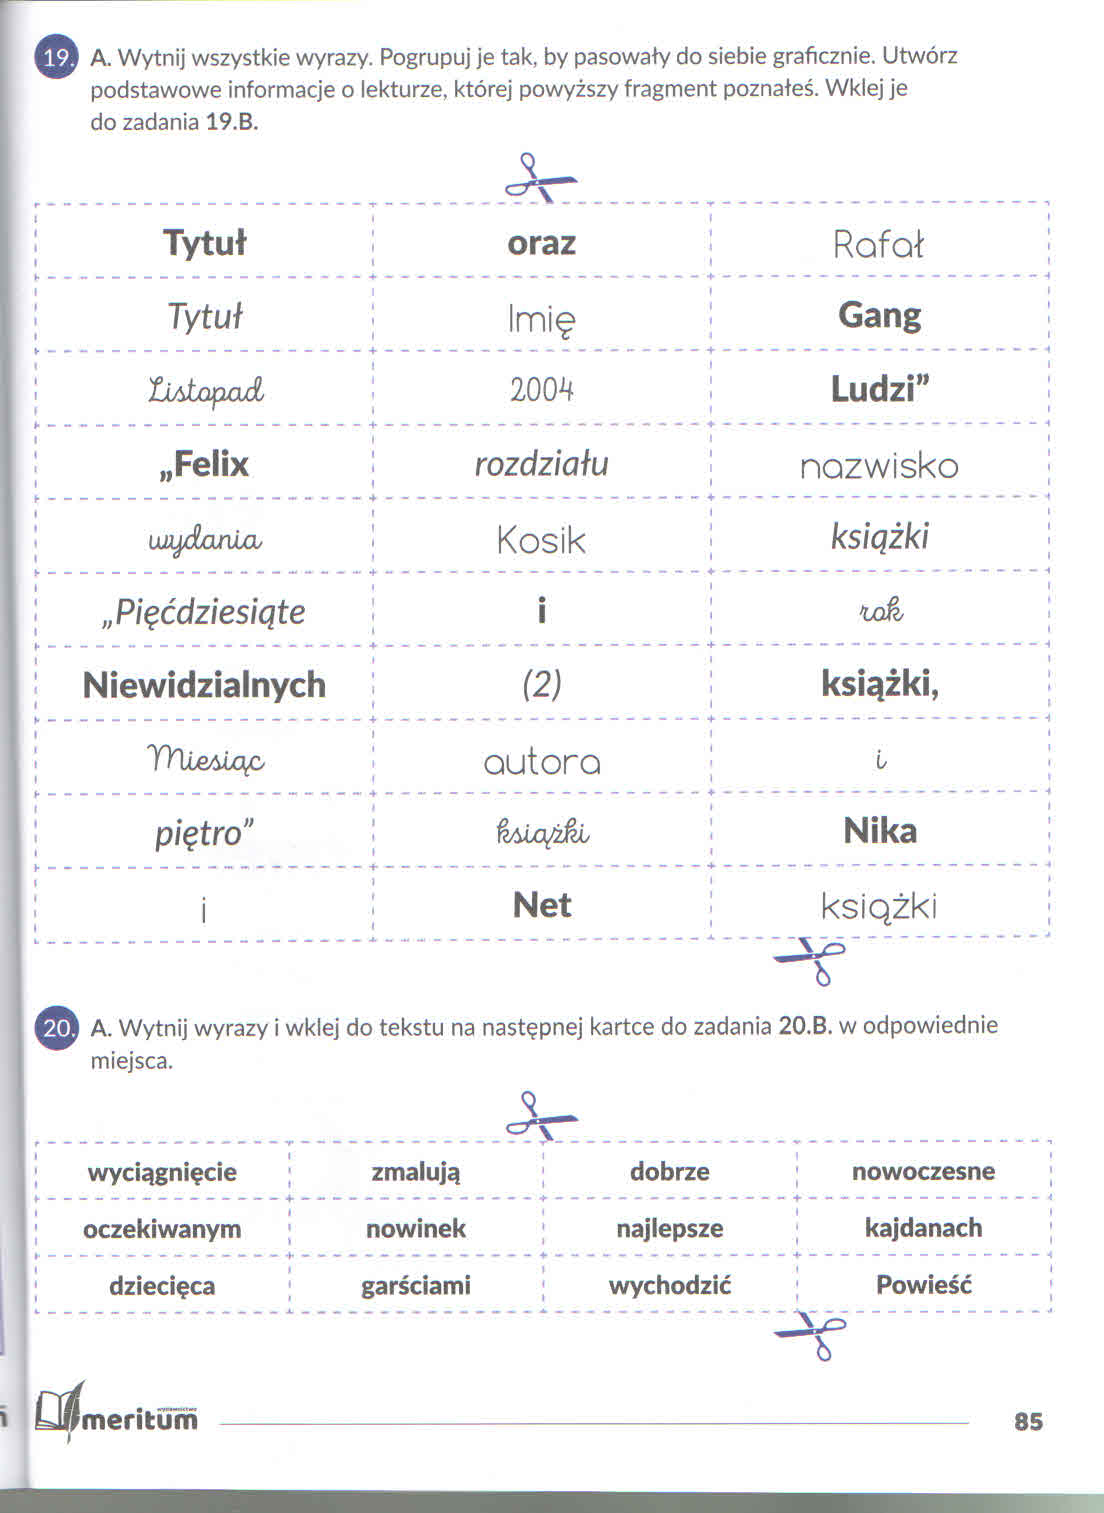 19. A. Wytnij wszystkie wyrazy. Pogrupuj je tak, by pasowały do siebie graficznie. Utwórz
podstawowe informacje o lekturze, której powyższy fragment poznałeś. Wklej je
do zadania 19.B.
Tytuł oraz Rafał
Tytuł Imię Gang
Listopad 2004 Ludzi”
„Felix rozdziału nazwisko
wydania Kosik książki
„Pięćdziesiąte i rok
Niewidzialnych (2) książki,
Miesiąc autora i
piętro” książki Nika
i Net książki
20. A. Wytnij wyrazy i wklej do tekstu na następnej kartce do zadania 20.B. w odpowiednie
miejsca.
wyciągnięcie zmalują dobrze nowoczesne
oczekiwanym nowinek najlepsze kajdanach
dziecięca garściami wychodzić Powieść
wydawnictwo
meritum
85